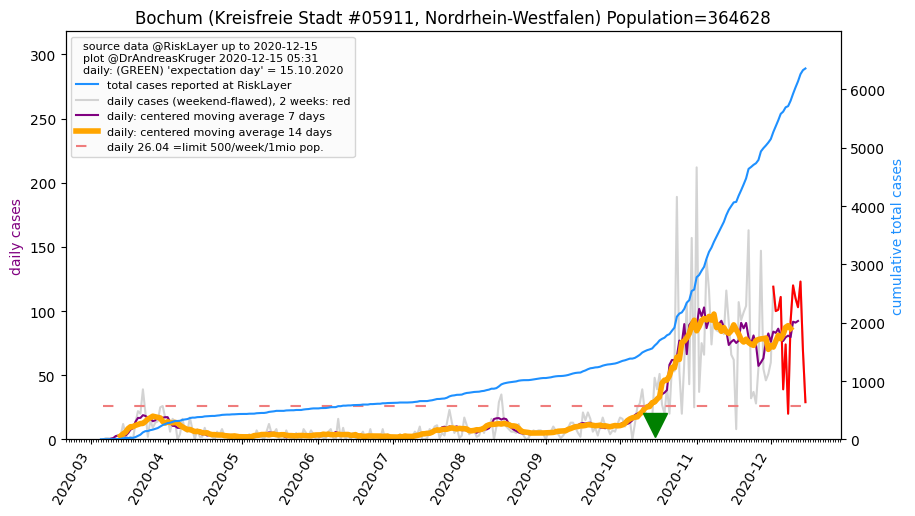 Bochum (Kreisfreie Stadt #05911, Nordrhein-Westfalen) Population=364628
source data @RiskLayer up to 2020-12-15
plot @DrAndreasKruger 2020-12-15 05:31
daily: (GREEN) 'expectation day' = 15.10.2020
total cases reported at RiskLayer
daily cases (weekend-flawed), 2 weeks: red
daily: centered moving average 7 days
daily: centered moving average 14 days
daily 26.04 =limit 500/week/1mio pop.
daily cases
300
250
200
150
100
50
0
cumulative total cases
6000
5000
4000
3000
2000
1000
0
2020-03
2020-04
2020-05
2020-06
2020-07
2020-08
2020-09
2020-10
2020-11
2020-12